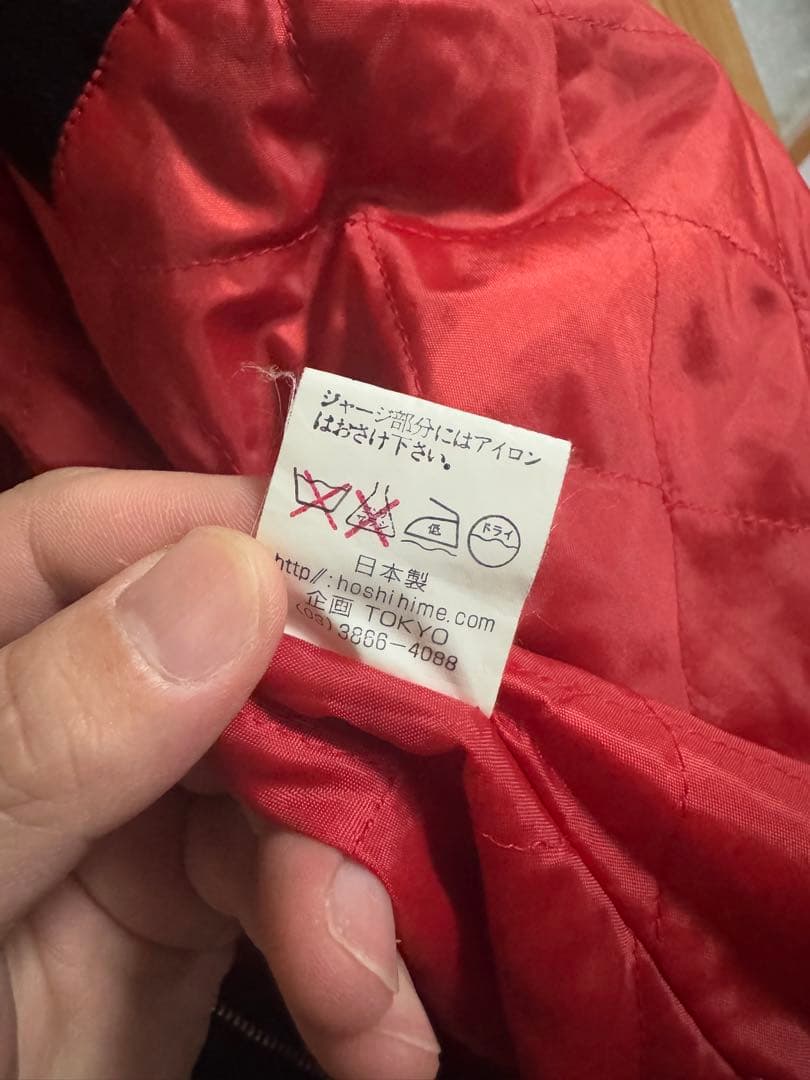 ジャージ部分にはアイロン
はおさけ下さい。
低 ドライ
日本製
http//:hoshihime.com
企画 TOKYO
(03)3866-4088